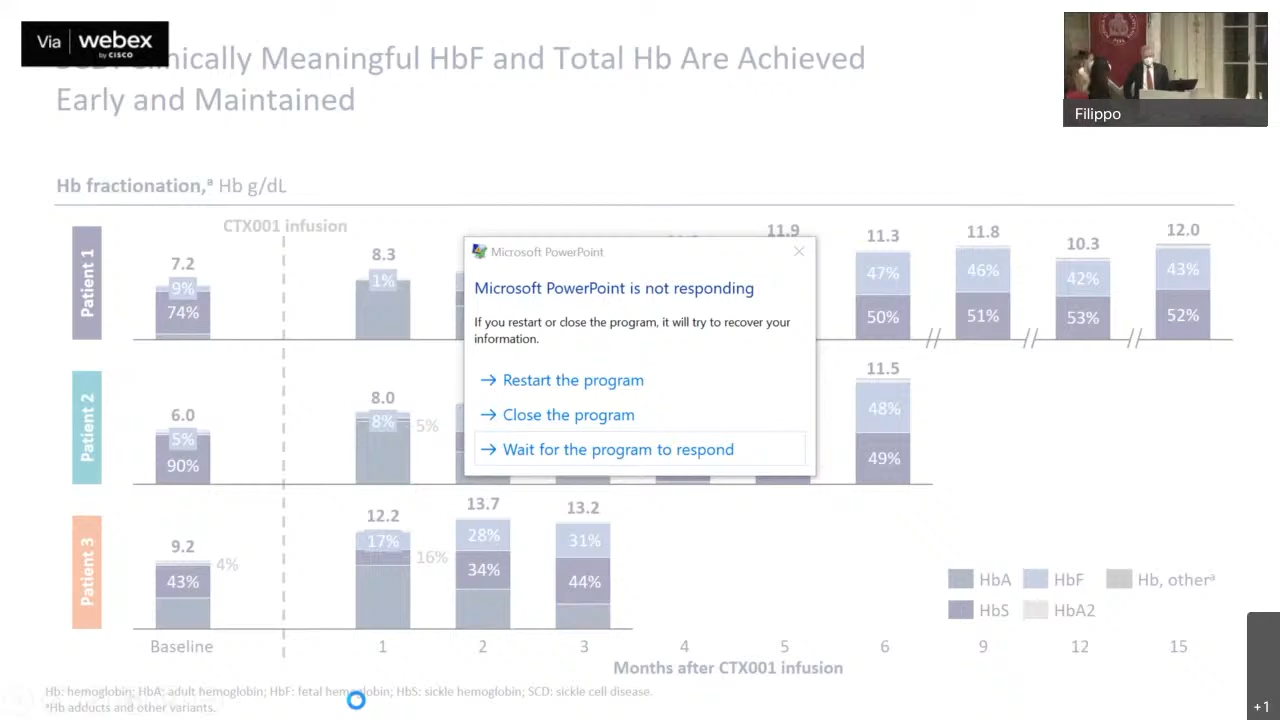 Via webex
by CISCO
Clinically Meaningful HbF and Total Hb Are Achieved
Early and Maintained
Filippo
Hb fractionation,ᵃ Hb g/dL
CTX001 infusion
Patient 1
7.2
9%
74%
8.3
1%
11.9
11.3
47%
50%
11.8
46%
51%
10.3
42%
53%
12.0
43%
52%
Microsoft PowerPoint
Microsoft PowerPoint is not responding
If you restart or close the program, it will try to recover your
information.
→ Restart the program
→ Close the program
→ Wait for the program to respond
Patient 2
6.0
5%
90%
8.0
8%
5%
11.5
48%
49%
Patient 3
9.2
4%
43%
12.2
17%
16%
13.7
28%
34%
13.2
31%
44%
HbA HbF Hb, otherᵃ
HbS HbA2
Baseline 1 2 3 4 5 6 9 12 15
Months after CTX001 infusion
Hb: hemoglobin; HbA: adult hemoglobin; HbF: fetal hemoglobin; HbS: sickle hemoglobin; SCD: sickle cell disease.
ᵃHb adducts and other variants.
+1